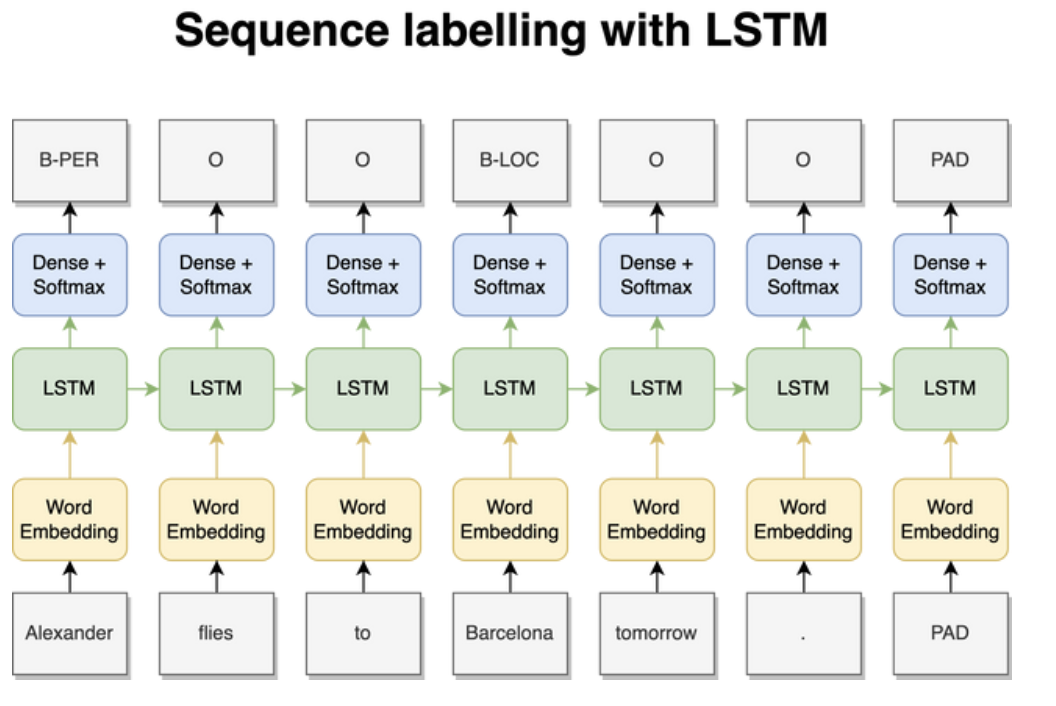 Sequence labelling with LSTM
B-PER O O B-LOC O O PAD
Dense + Dense + Dense + Dense + Dense + Dense + Dense +
Softmax Softmax Softmax Softmax Softmax Softmax Softmax
LSTM LSTM LSTM LSTM LSTM LSTM LSTM
Word Word Word Word Word Word Word
Embedding Embedding Embedding Embedding Embedding Embedding Embedding
Alexander flies to Barcelona tomorrow . PAD